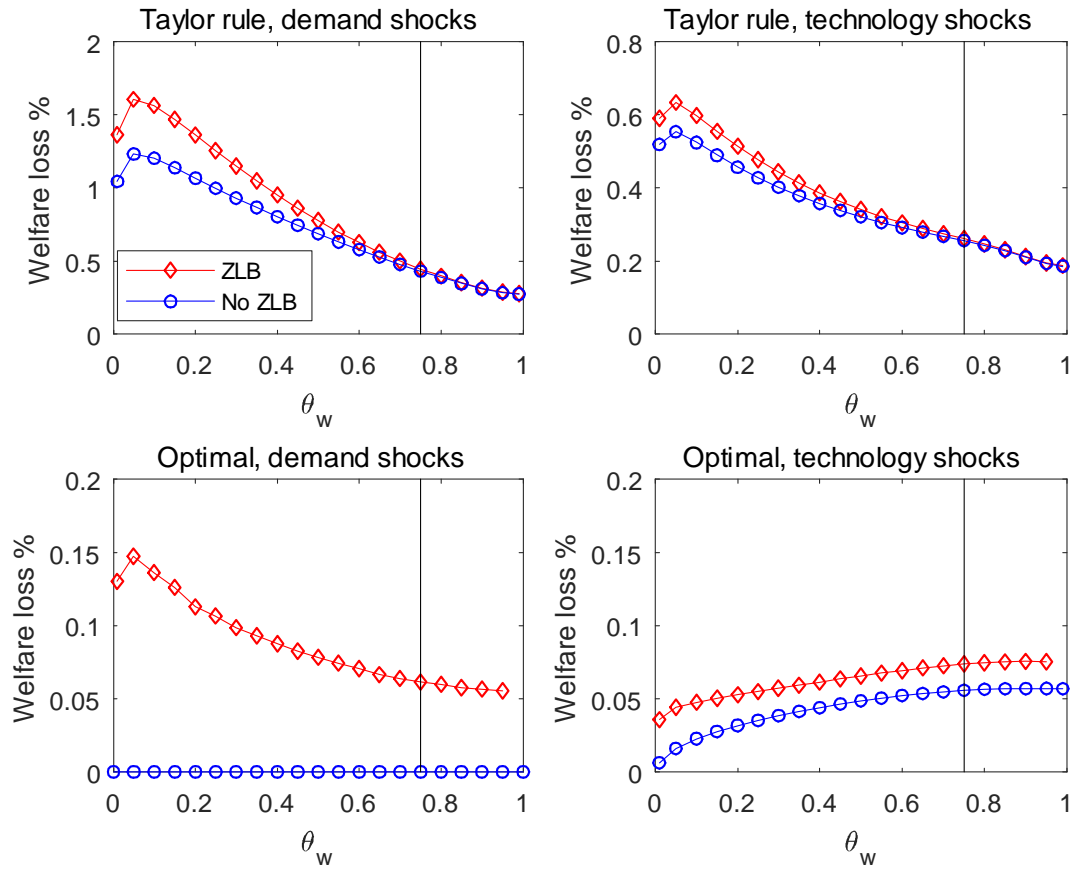 Taylor rule, demand shocks
Welfare loss %
2
1.5
1
0.5
0
ZLB
No ZLB
0 0.2 0.4 0.6 0.8 1
θw
Taylor rule, technology shocks
Welfare loss %
0.8
0.6
0.4
0.2
0
0 0.2 0.4 0.6 0.8 1
θw
Optimal, demand shocks
Welfare loss %
0.2
0.15
0.1
0.05
0
0 0.2 0.4 0.6 0.8 1
θw
Optimal, technology shocks
Welfare loss %
0.2
0.15
0.1
0.05
0
0 0.2 0.4 0.6 0.8 1
θw